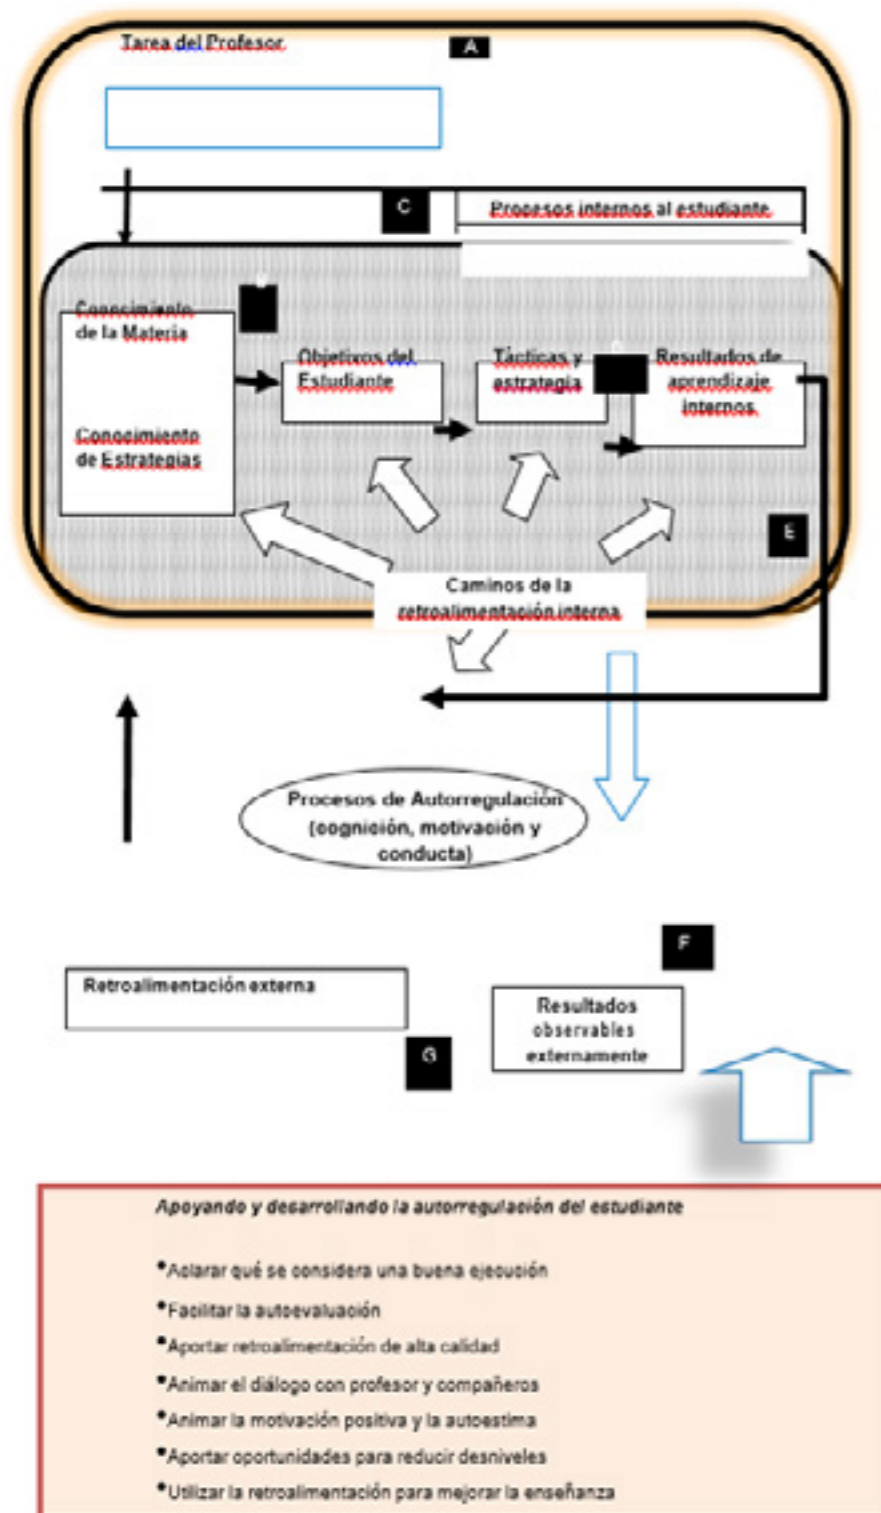 Tarea del Profesor
A
C
Procesos internos al estudiante
Conocimiento
de la Materia
Conocimiento
de Estrategias
Objetivos del
Estudiante
Tácticas y
estrategia
Resultados de
aprendizaje
internos
E
Caminos de la
retroalimentación interna
Procesos de Autorregulación
(cognición, motivación y
conducta)
F
Retroalimentación externa
G
Resultados
observables
externamente
Apoyando y desarrollando la autorregulación del estudiante
•Aclarar qué se considera una buena ejecución
•Facilitar la autoevaluación
•Aportar retroalimentación de alta calidad
•Animar el diálogo con profesor y compañeros
•Animar la motivación positiva y la autoestima
•Aportar oportunidades para reducir desniveles
•Utilizar la retroalimentación para mejorar la enseñanza